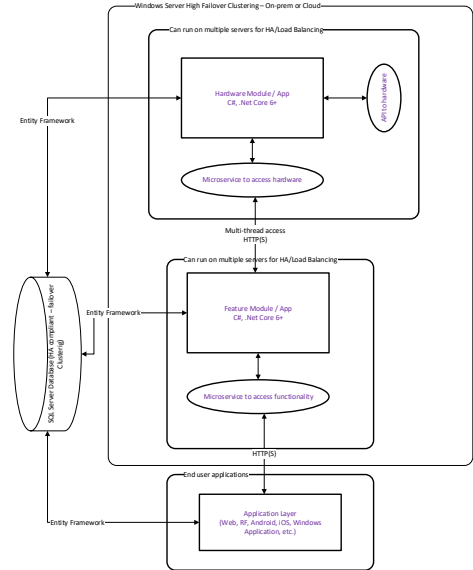 Windows Server High Failover Clustering – On-prem or Cloud
Can run on multiple servers for HA/Load Balancing
Hardware Module / App
C#, .Net Core 6+
API to hardware
Entity Framework
Microservice to access hardware
Multi-thread access
HTTP(S)
Can run on multiple servers for HA/Load Balancing
Feature Module / App
C#, .Net Core 6+
Entity Framework
SQL Server Database (HA compliant – failover
Clusterig)
Microservice to access functionality
HTTP(S)
End user applications
Application Layer
(Web, RF, Android, iOS, Windows
Application, etc.)
Entity Framework